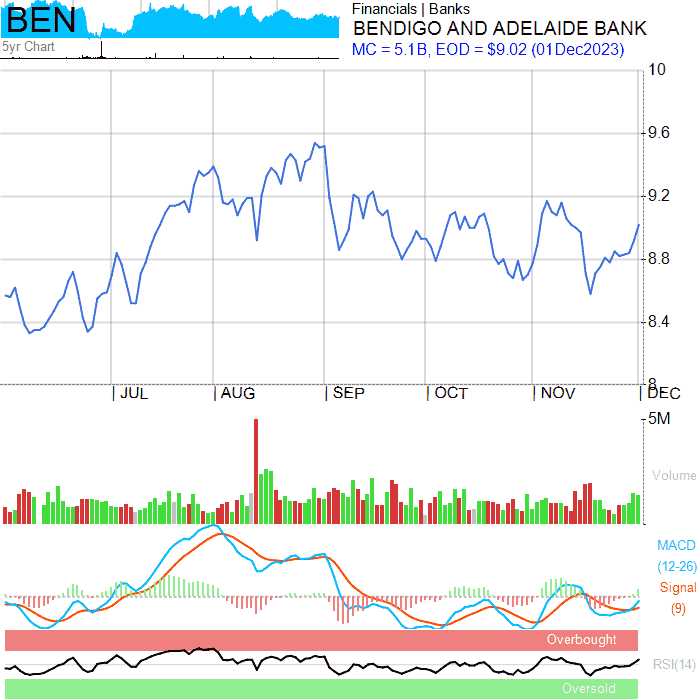 BEN
5yr Chart
Financials | Banks
BENDIGO AND ADELAIDE BANK
MC = 5.1B, EOD = $9.02 (01Dec2023)
10
9.6
9.2
8.8
8.4
8
JUL
AUG
SEP
OCT
NOV
DEC
5M
Volume
MACD
(12-26)
Signal
(9)
Overbought
RSI(14)
Oversold